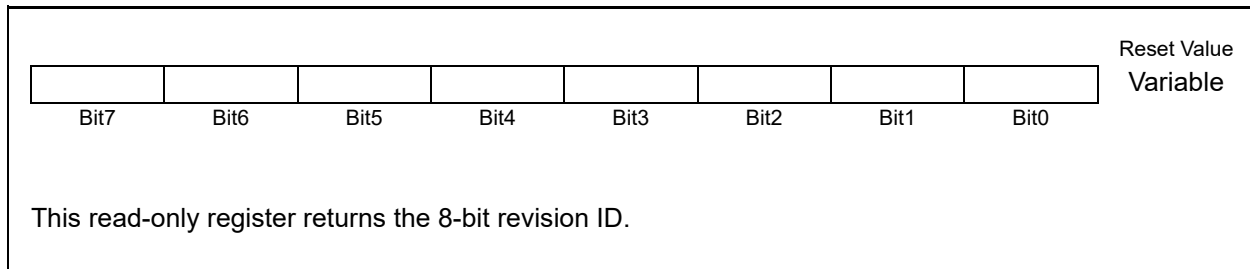 Reset Value
Variable
Bit7 Bit6 Bit5 Bit4 Bit3 Bit2 Bit1 Bit0
This read-only register returns the 8-bit revision ID.